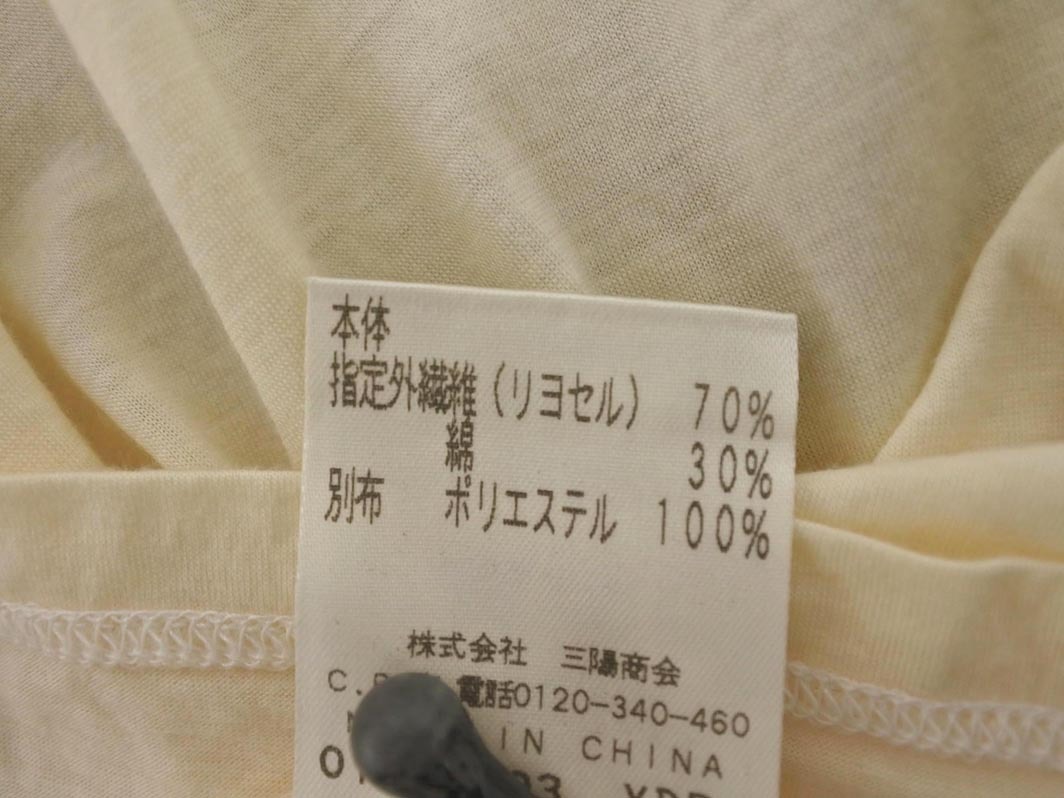 本体
指定外繊維（リヨセル） 70%
綿 30%
別布 ポリエステル 100%
株式会社 三陽商会
電話0120-340-460
IN CHINA